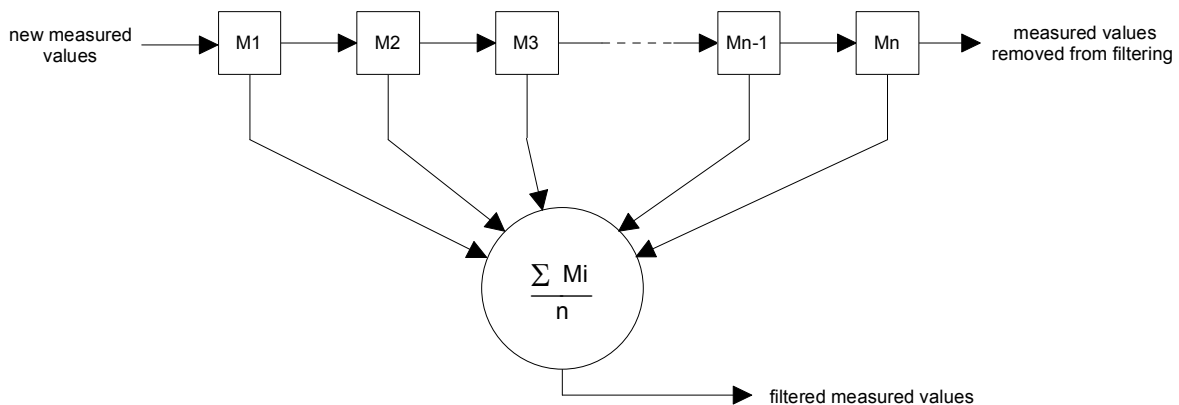 new measured
values
M1
M2
M3
Mn-1
Mn
measured values
removed from filtering
Σ Mi
n
filtered measured values